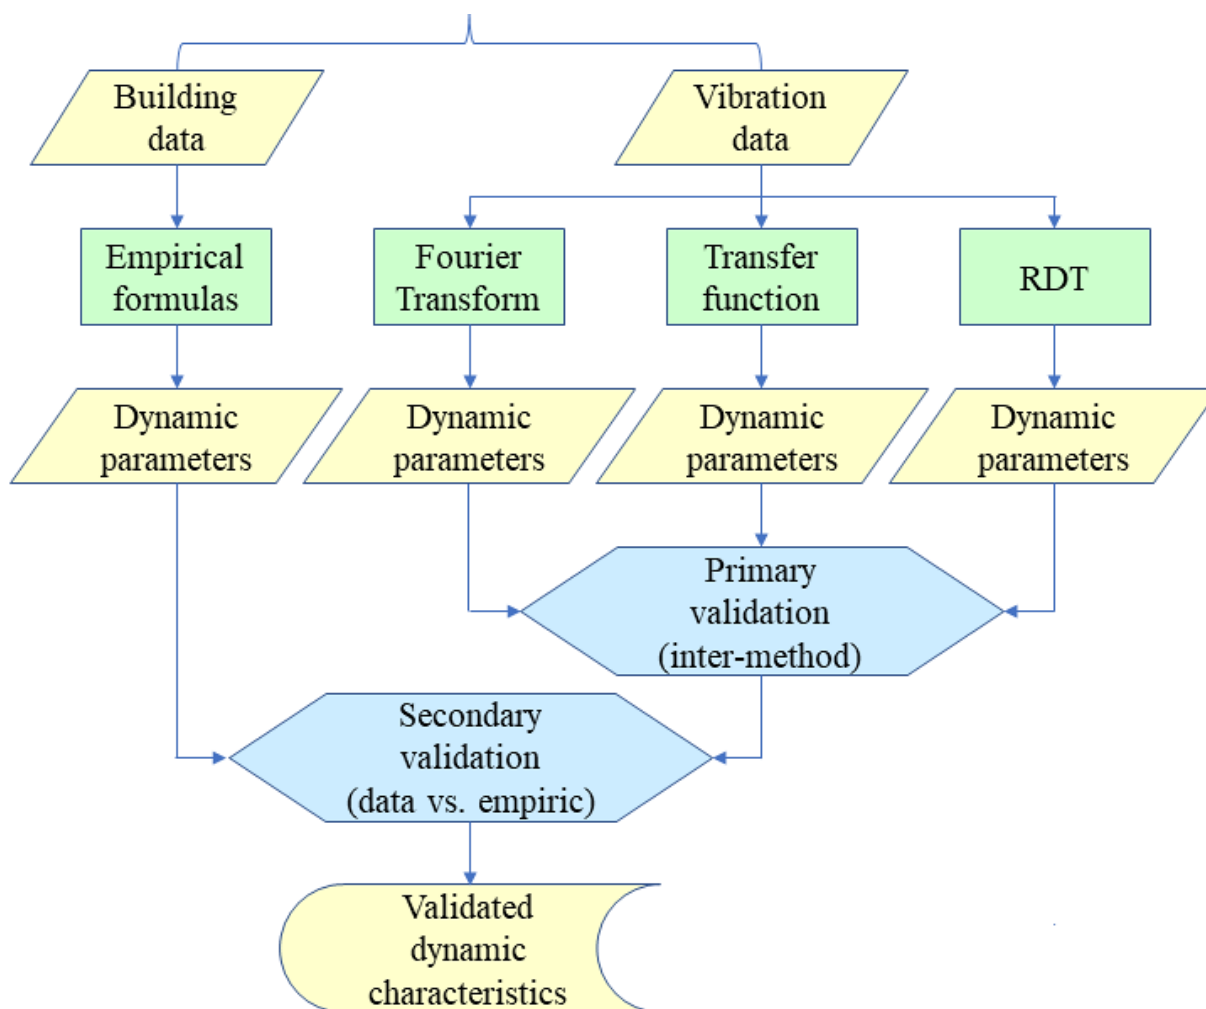 Building
data
Vibration
data
Empirical
formulas
Fourier
Transform
Transfer
function
RDT
Dynamic
parameters
Dynamic
parameters
Dynamic
parameters
Dynamic
parameters
Primary
validation
(inter-method)
Secondary
validation
(data vs. empiric)
Validated
dynamic
characteristics